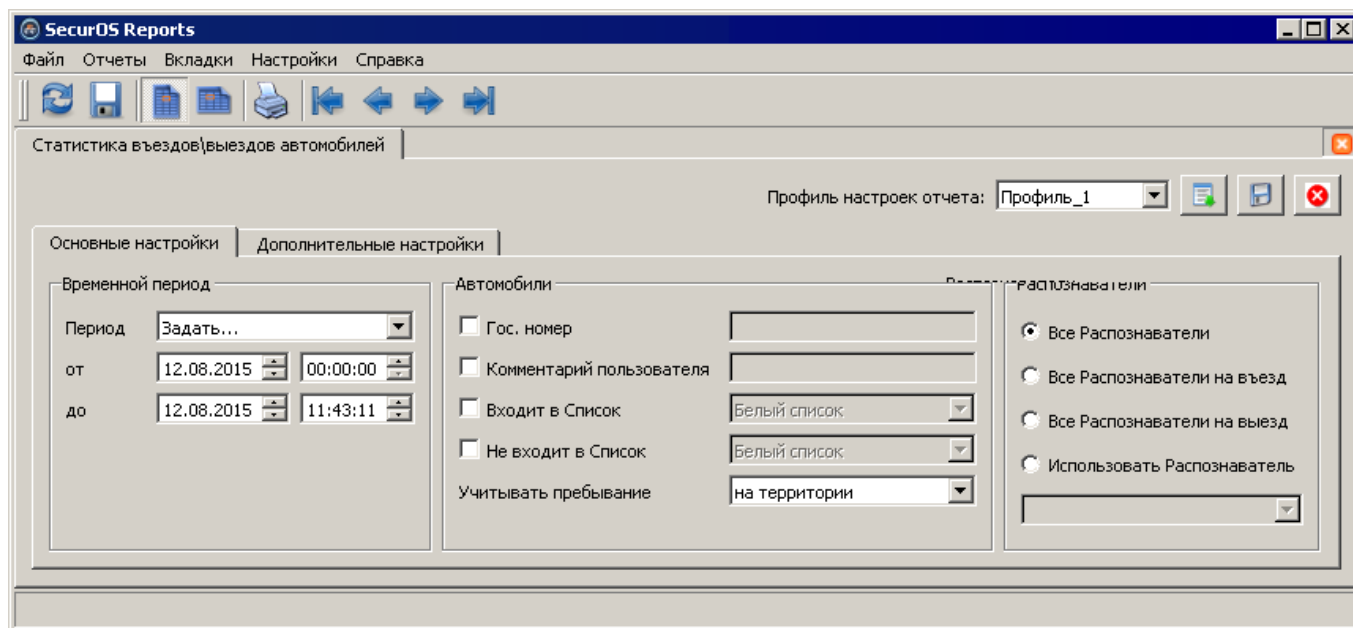 SecurOS Reports
Файл Отчеты Вкладки Настройки Справка
Статистика въездов\выездов автомобилей
Профиль настроек отчета: Профиль_1
Основные настройки Дополнительные настройки
Временной период Автомобили Распознаватели
Период Задать... Гос. номер Все Распознаватели
от 12.08.2015 00:00:00 Комментарий пользователя Все Распознаватели на въезд
до 12.08.2015 11:43:11 Входит в Список Белый список Все Распознаватели на выезд
Не входит в Список Белый список Использовать Распознаватель
Учитывать пребывание на территории